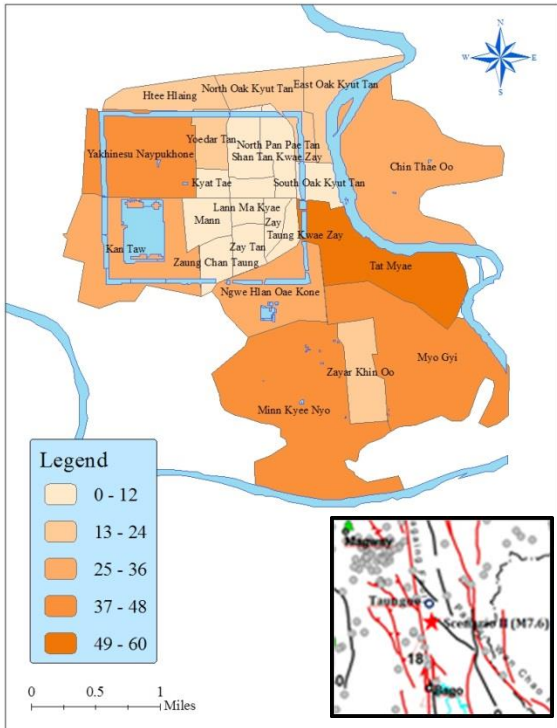 N
W E
S
North Oak Kyut Tan
East Oak Kyut Tan
Htee Hlaing
Yoedar Tan
North Pan Pae Tan
Yakhinesu Naypukhone
Shan Tan Kwae Zay
Chin Thae Oo
Kyat Tae
South Oak Kyut Tan
Lann Ma Kyae
Mann
Zay
Taung Kwae Zay
Kan Taw
Zay Tan
Zaung Chan Taung
Tat Myae
Ngwe Hlan Oae Kone
Myo Gyi
Zayar Khin Oo
Minn Kyee Nyo
Legend
0 - 12
13 - 24
25 - 36
37 - 48
49 - 60
0 0.5 1
Miles
Magway
Taungoo
Scenario II (M7.6)
18
Bago